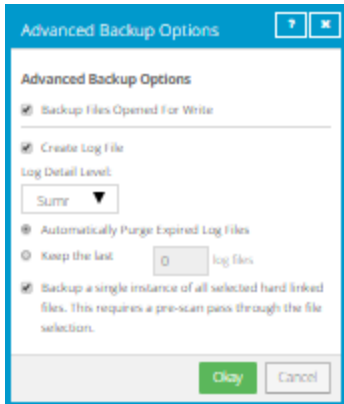 Advanced Backup Options
?
Advanced Backup Options
Backup Files Opened For Write
Create Log File
Log Detail Level:
Sumr
Automatically Purge Expired Log Files
Keep the last 0 log files
Backup a single instance of all selected hard linked
files. This requires a pre-scan pass through the file
selection.
Okay Cancel